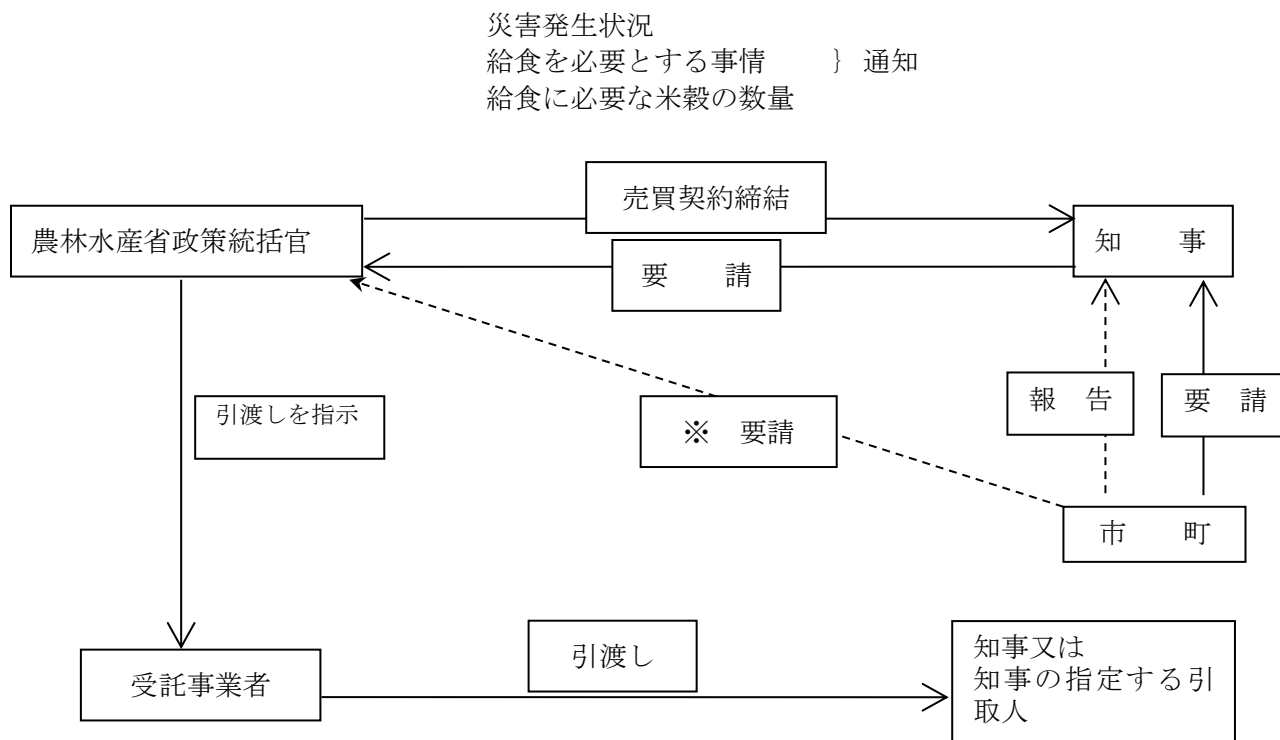 災害発生状況
給食を必要とする事情　　} 通知
給食に必要な米穀の数量
売買契約締結
農林水産省政策統括官
知　事
要　請
引渡しを指示
報　告
要　請
※　要請
市　町
引渡し
受託事業者
知事又は
知事の指定する引
取人